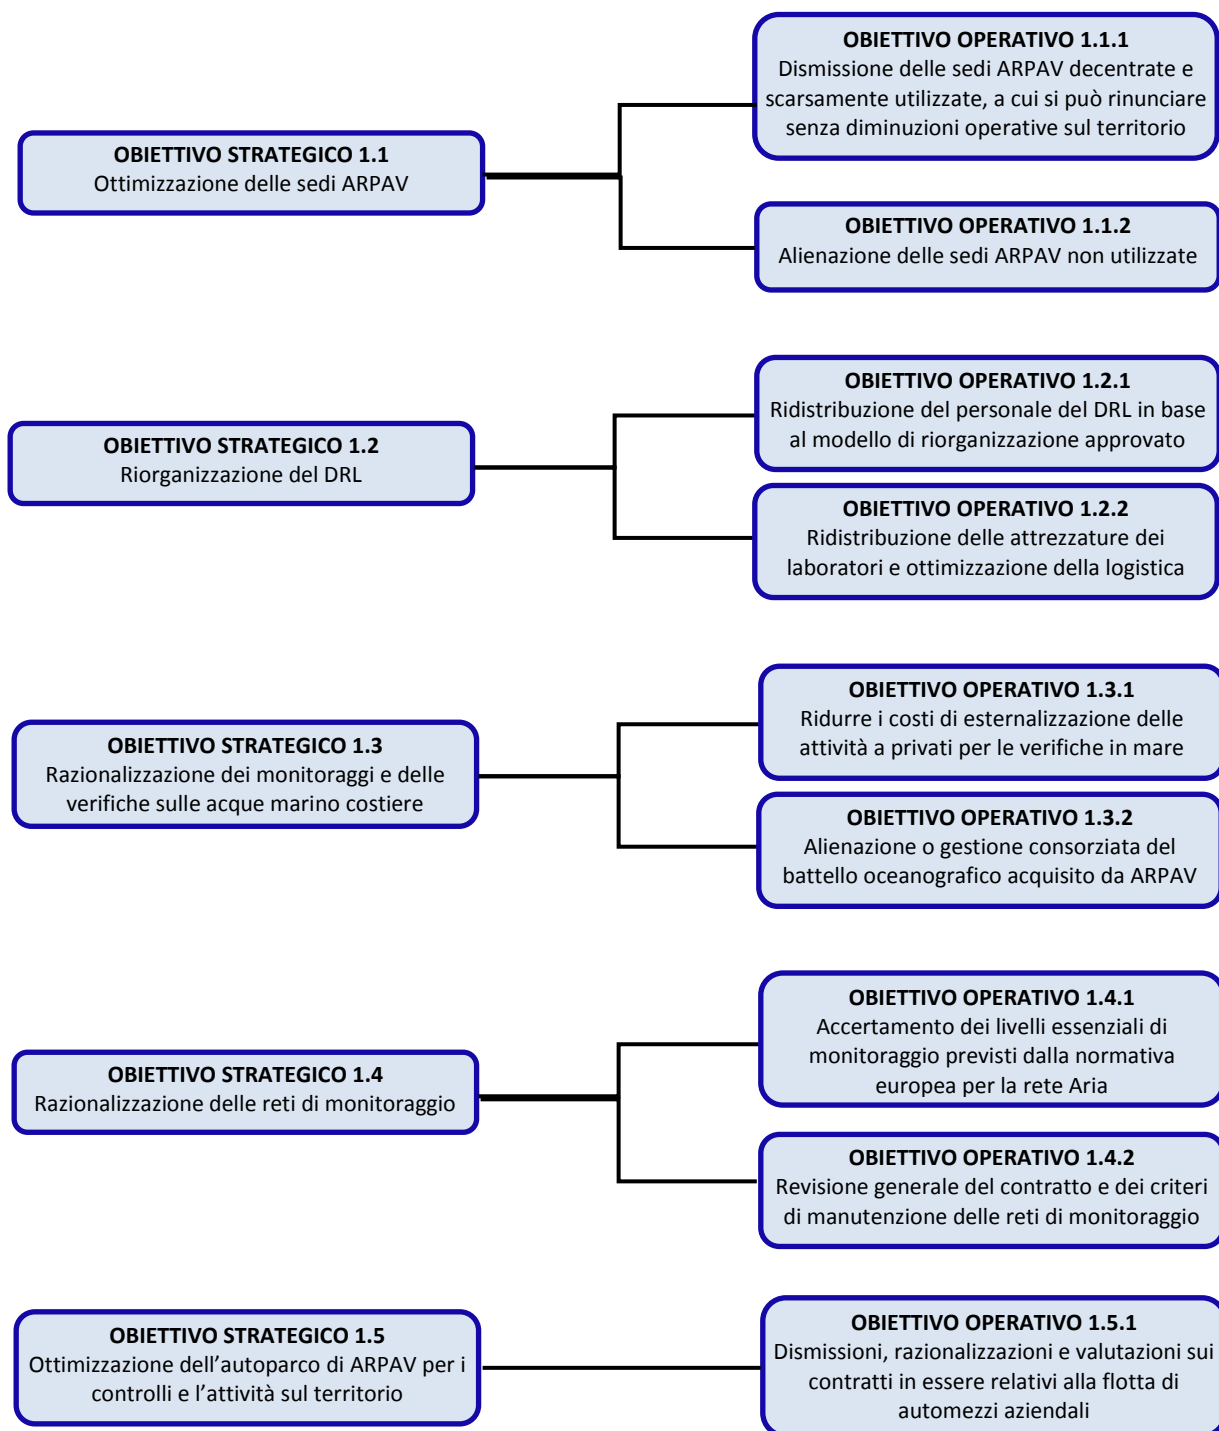 OBIETTIVO OPERATIVO 1.1.1
Dismissione delle sedi ARPAV decentrate e
scarsamente utilizzate, a cui si può rinunciare
senza diminuzioni operative sul territorio
OBIETTIVO STRATEGICO 1.1
Ottimizzazione delle sedi ARPAV
OBIETTIVO OPERATIVO 1.1.2
Alienazione delle sedi ARPAV non utilizzate
OBIETTIVO OPERATIVO 1.2.1
Ridistribuzione del personale del DRL in base
al modello di riorganizzazione approvato
OBIETTIVO STRATEGICO 1.2
Riorganizzazione del DRL
OBIETTIVO OPERATIVO 1.2.2
Ridistribuzione delle attrezzature dei
laboratori e ottimizzazione della logistica
OBIETTIVO OPERATIVO 1.3.1
Ridurre i costi di esternalizzazione delle
attività a privati per le verifiche in mare
OBIETTIVO STRATEGICO 1.3
Razionalizzazione dei monitoraggi e delle
verifiche sulle acque marino costiere
OBIETTIVO OPERATIVO 1.3.2
Alienazione o gestione consorziata del
battello oceanografico acquisito da ARPAV
OBIETTIVO OPERATIVO 1.4.1
Accertamento dei livelli essenziali di
monitoraggio previsti dalla normativa
europea per la rete Aria
OBIETTIVO STRATEGICO 1.4
Razionalizzazione delle reti di monitoraggio
OBIETTIVO OPERATIVO 1.4.2
Revisione generale del contratto e dei criteri
di manutenzione delle reti di monitoraggio
OBIETTIVO STRATEGICO 1.5
Ottimizzazione dell’autoparco di ARPAV per i
controlli e l’attività sul territorio
OBIETTIVO OPERATIVO 1.5.1
Dismissioni, razionalizzazioni e valutazioni sui
contratti in essere relativi alla flotta di
automezzi aziendali